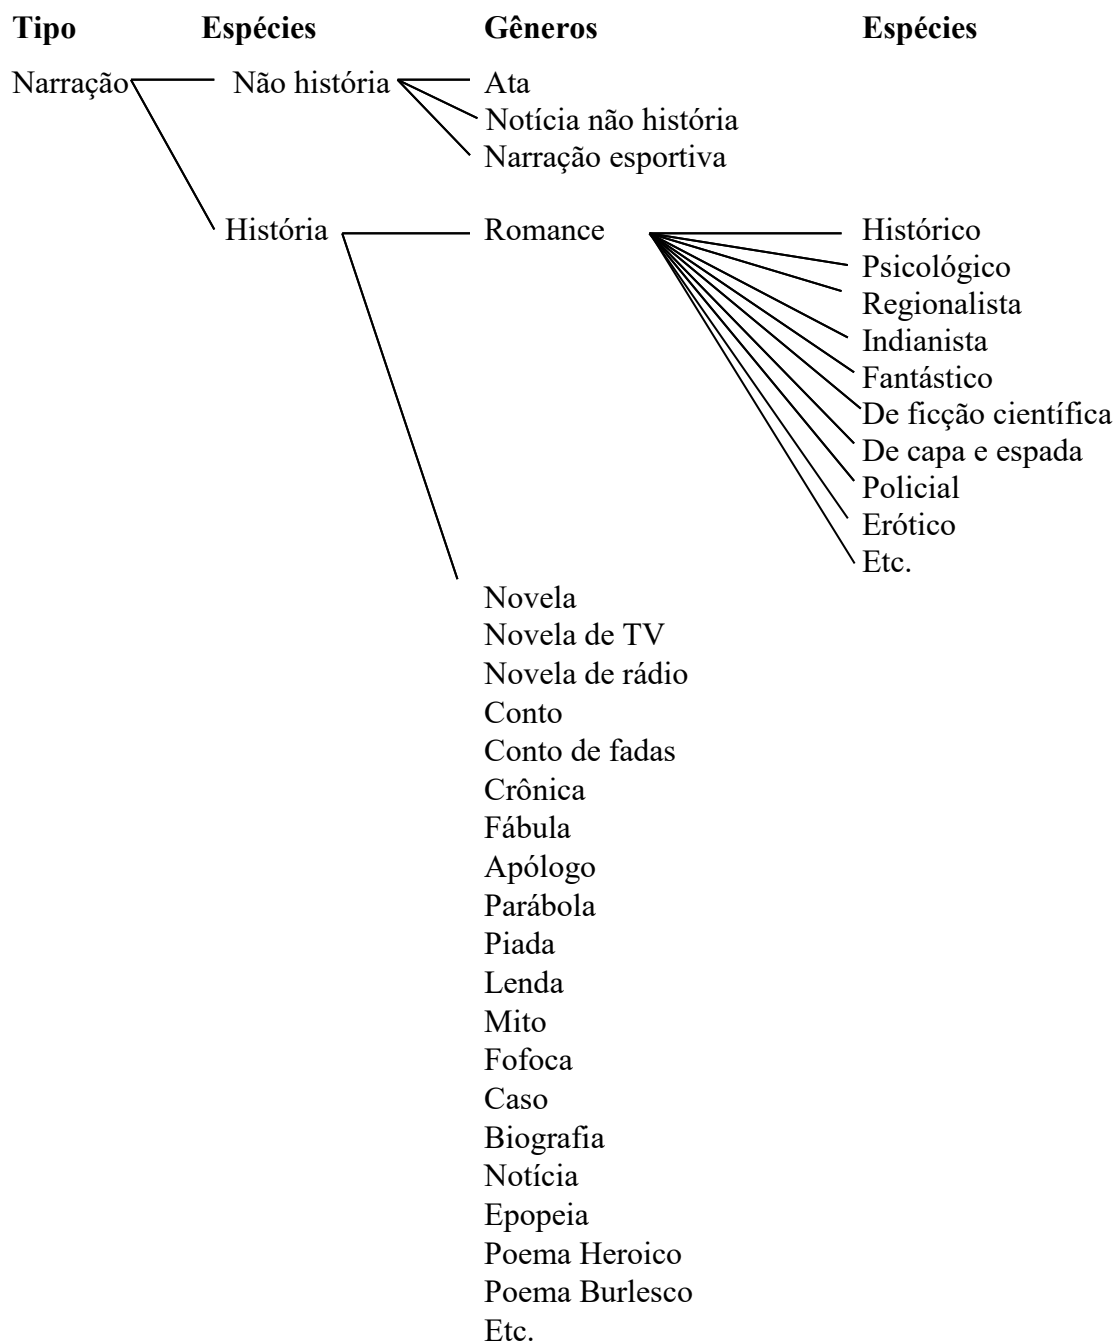 Tipo Espécies Gêneros Espécies
Narração Não história Ata
Notícia não história
Narração esportiva
História Romance Histórico
Psicológico
Regionalista
Indianista
Fantástico
De ficção científica
De capa e espada
Policial
Erótico
Etc.
Novela
Novela de TV
Novela de rádio
Conto
Conto de fadas
Crônica
Fábula
Apólogo
Parábola
Piada
Lenda
Mito
Fofoca
Caso
Biografia
Notícia
Epopeia
Poema Heroico
Poema Burlesco
Etc.